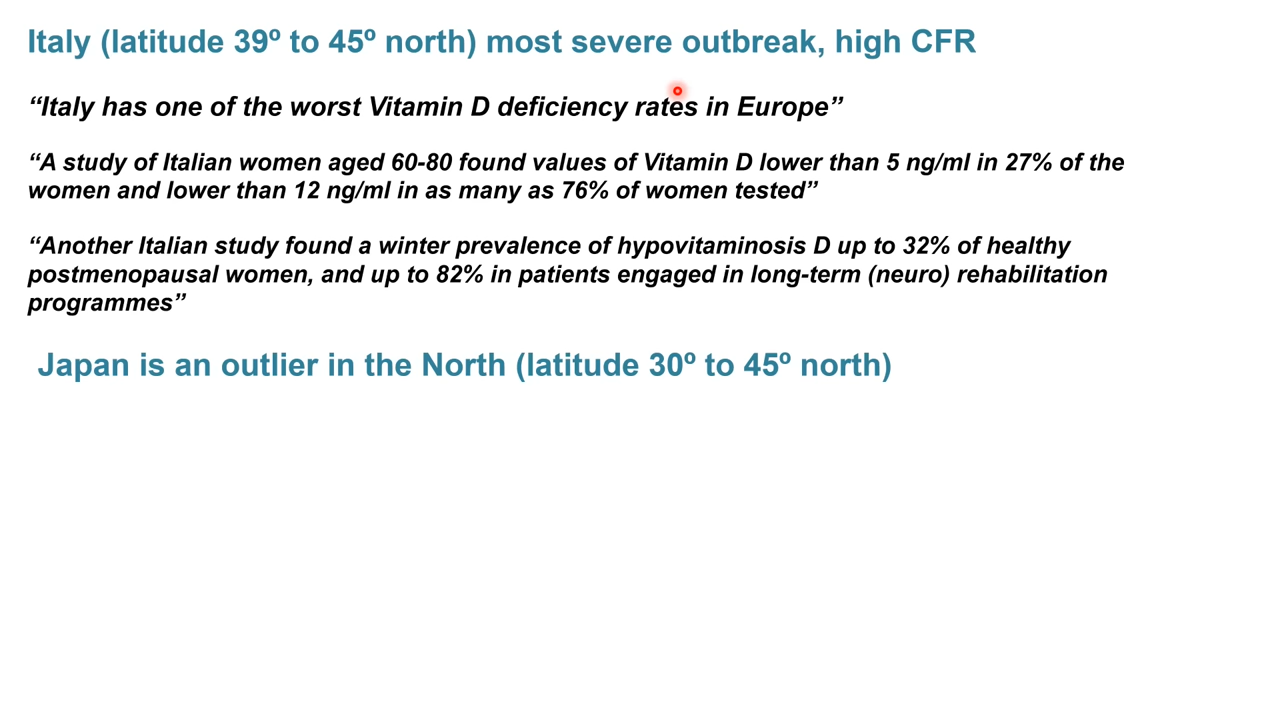 Italy (latitude 39º to 45º north) most severe outbreak, high CFR
“Italy has one of the worst Vitamin D deficiency rates in Europe”
“A study of Italian women aged 60-80 found values of Vitamin D lower than 5 ng/ml in 27% of the
women and lower than 12 ng/ml in as many as 76% of women tested”
“Another Italian study found a winter prevalence of hypovitaminosis D up to 32% of healthy
postmenopausal women, and up to 82% in patients engaged in long-term (neuro) rehabilitation
programmes”
Japan is an outlier in the North (latitude 30º to 45º north)